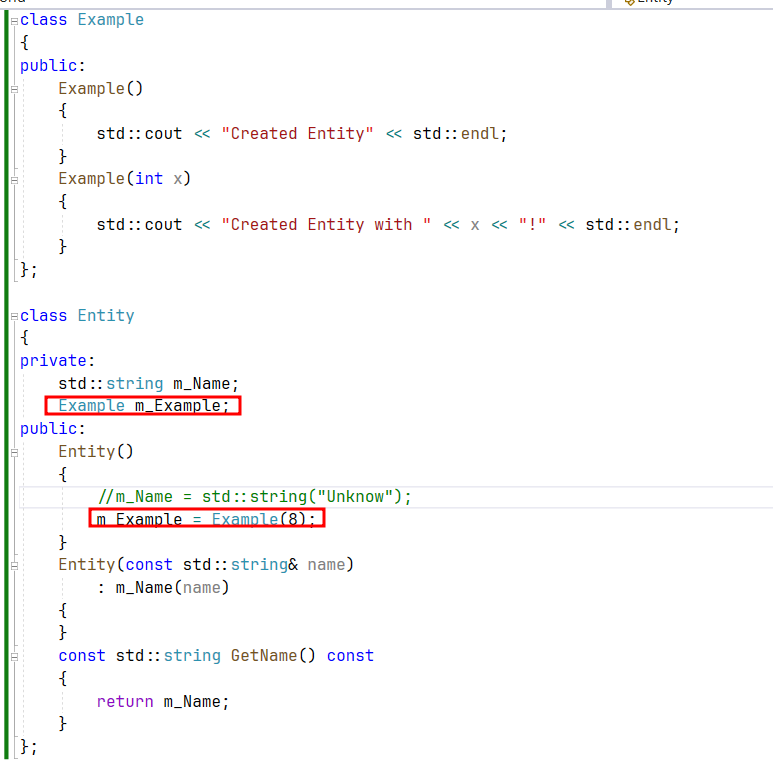 Entity
class Example
{
public:
    Example()
    {
        std::cout << "Created Entity" << std::endl;
    }
    Example(int x)
    {
        std::cout << "Created Entity with " << x << "!" << std::endl;
    }
};
class Entity
{
private:
    std::string m_Name;
    Example m_Example;
public:
    Entity()
    {
        //m_Name = std::string("Unknow");
        m_Example = Example(8);
    }
    Entity(const std::string& name)
        : m_Name(name)
    {
    }
    const std::string GetName() const
    {
        return m_Name;
    }
};